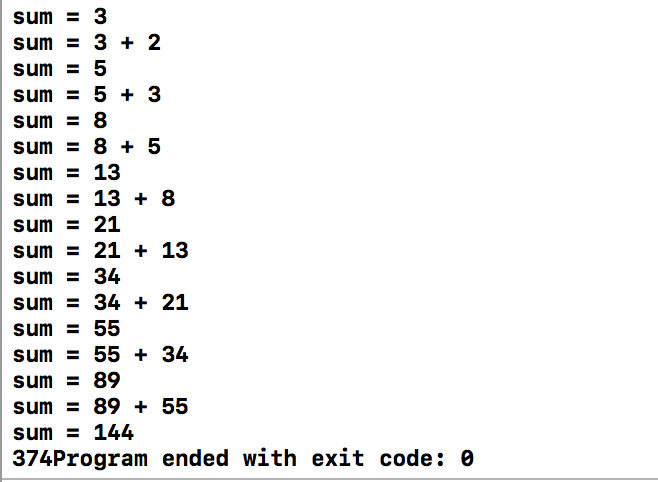 sum = 3
sum = 3 + 2
sum = 5
sum = 5 + 3
sum = 8
sum = 8 + 5
sum = 13
sum = 13 + 8
sum = 21
sum = 21 + 13
sum = 34
sum = 34 + 21
sum = 55
sum = 55 + 34
sum = 89
sum = 89 + 55
sum = 144
374Program ended with exit code: 0